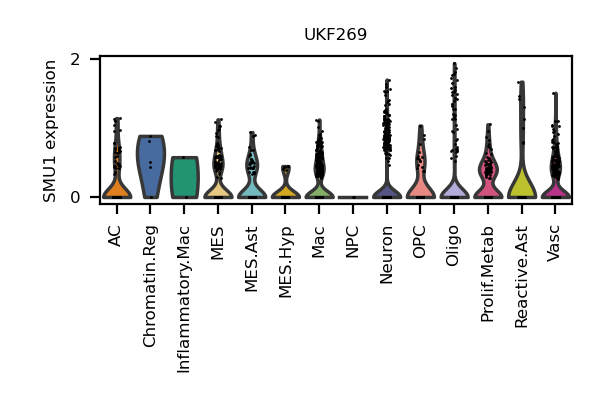 UKF269
SMU1 expression
2
0
AC
Chromatin.Reg
Inflammatory.Mac
MES
MES.Ast
MES.Hyp
Mac
NPC
Neuron
OPC
Oligo
Prolif.Metab
Reactive.Ast
Vasc